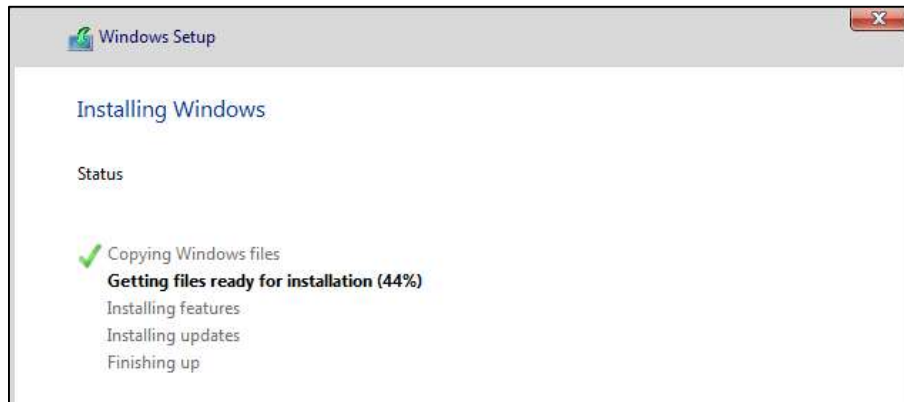 Windows Setup
Installing Windows
Status
Copying Windows files
Getting files ready for installation (44%)
Installing features
Installing updates
Finishing up